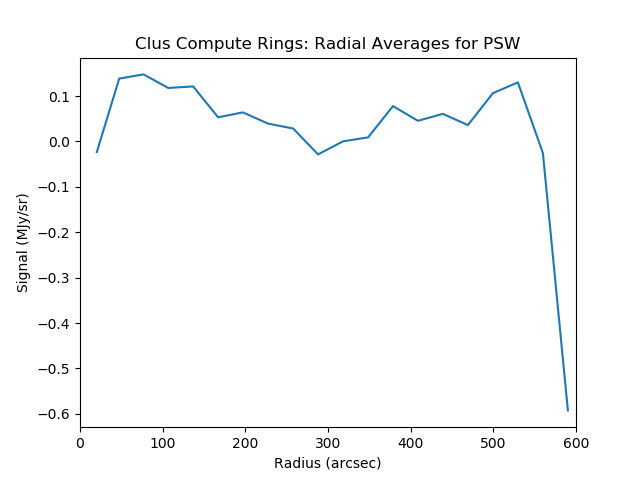 Clus Compute Rings: Radial Averages for PSW
Signal (MJy/sr)
0.1
0.0
−0.1
−0.2
−0.3
−0.4
−0.5
−0.6
0 100 200 300 400 500 600
Radius (arcsec)